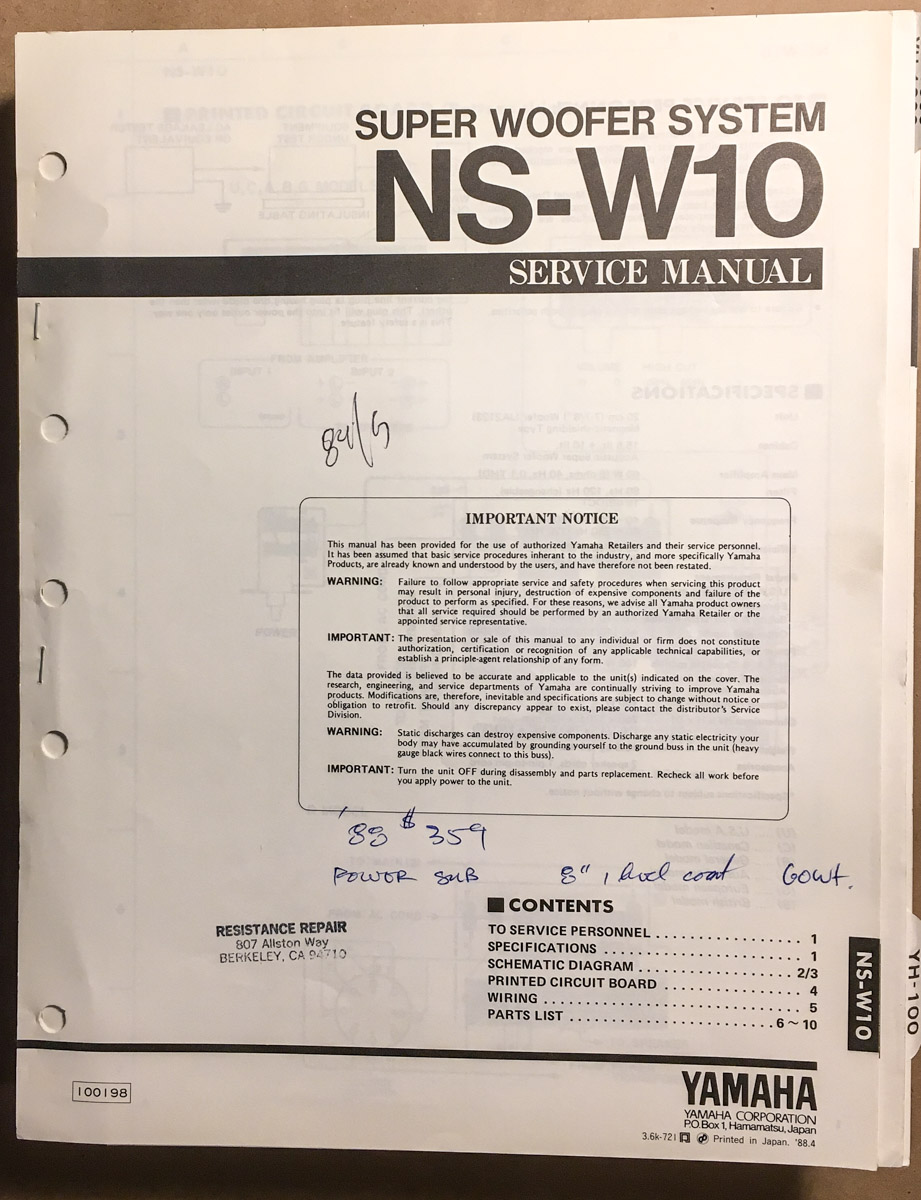 SUPER WOOFER SYSTEM
NS-W10
SERVICE MANUAL
84/G
IMPORTANT NOTICE
This manual has been provided for the use of authorized Yamaha Retailers and their service personnel.
It has been assumed that basic service procedures inherant to the industry, and more specifically Yamaha
Products, are already known and understood by the users, and have therefore not been restated.
WARNING: Failure to follow appropriate service and safety procedures when servicing this product
may result in personal injury, destruction of expensive components and failure of the
product to perform as specified. For these reasons, we advise all Yamaha product owners
that all service required should be performed by an authorized Yamaha Retailer or the
appointed service representative.
IMPORTANT: The presentation or sale of this manual to any individual or firm does not constitute
authorization, certification or recognition of any applicable technical capabilities, or
establish a principle-agent relationship of any form.
The data provided is believed to be accurate and applicable to the unit(s) indicated on the cover. The
research, engineering, and service departments of Yamaha are continually striving to improve Yamaha
products. Modifications are, therefore, inevitable and specifications are subject to change without notice or
obligation to retrofit. Should any discrepancy appear to exist, please contact the distributor's Service
Division.
WARNING: Static discharges can destroy expensive components. Discharge any static electricity your
body may have accumulated by grounding yourself to the ground buss in the unit (heavy
gauge black wires connect to this buss).
IMPORTANT: Turn the unit OFF during disassembly and parts replacement. Recheck all work before
you apply power to the unit.
'88 $359
POWER SUB 8", 60wt.
RESISTANCE REPAIR
807 Allston Way
BERKELEY, CA 94710
■ CONTENTS
TO SERVICE PERSONNEL . . . . . . . . . . . . . . . . . 1
SPECIFICATIONS . . . . . . . . . . . . . . . . . . . . . . . 1
SCHEMATIC DIAGRAM . . . . . . . . . . . . . . . . . . 2/3
PRINTED CIRCUIT BOARD . . . . . . . . . . . . . . . . 4
WIRING . . . . . . . . . . . . . . . . . . . . . . . . . . . . . . 5
PARTS LIST . . . . . . . . . . . . . . . . . . . . . . . . 6 ~ 10
NS-W10
YH-100
100198
YAMAHA
YAMAHA CORPORATION
P.O.Box 1, Hamamatsu, Japan
3.6k-721 Printed in Japan. '88.4